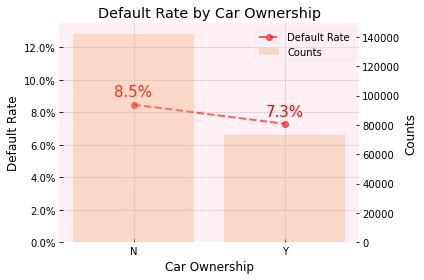 Default Rate by Car Ownership
Default Rate
Counts
8.5%
7.3%
12.0%
10.0%
8.0%
6.0%
4.0%
2.0%
0.0%
Default Rate
140000
120000
100000
80000
60000
40000
20000
0
Counts
N
Y
Car Ownership